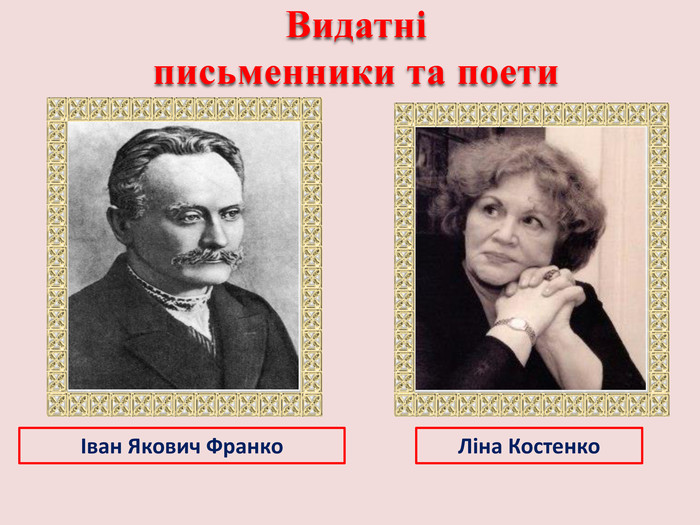 Видатні
письменники та поети
Іван Якович Франко
Ліна Костенко